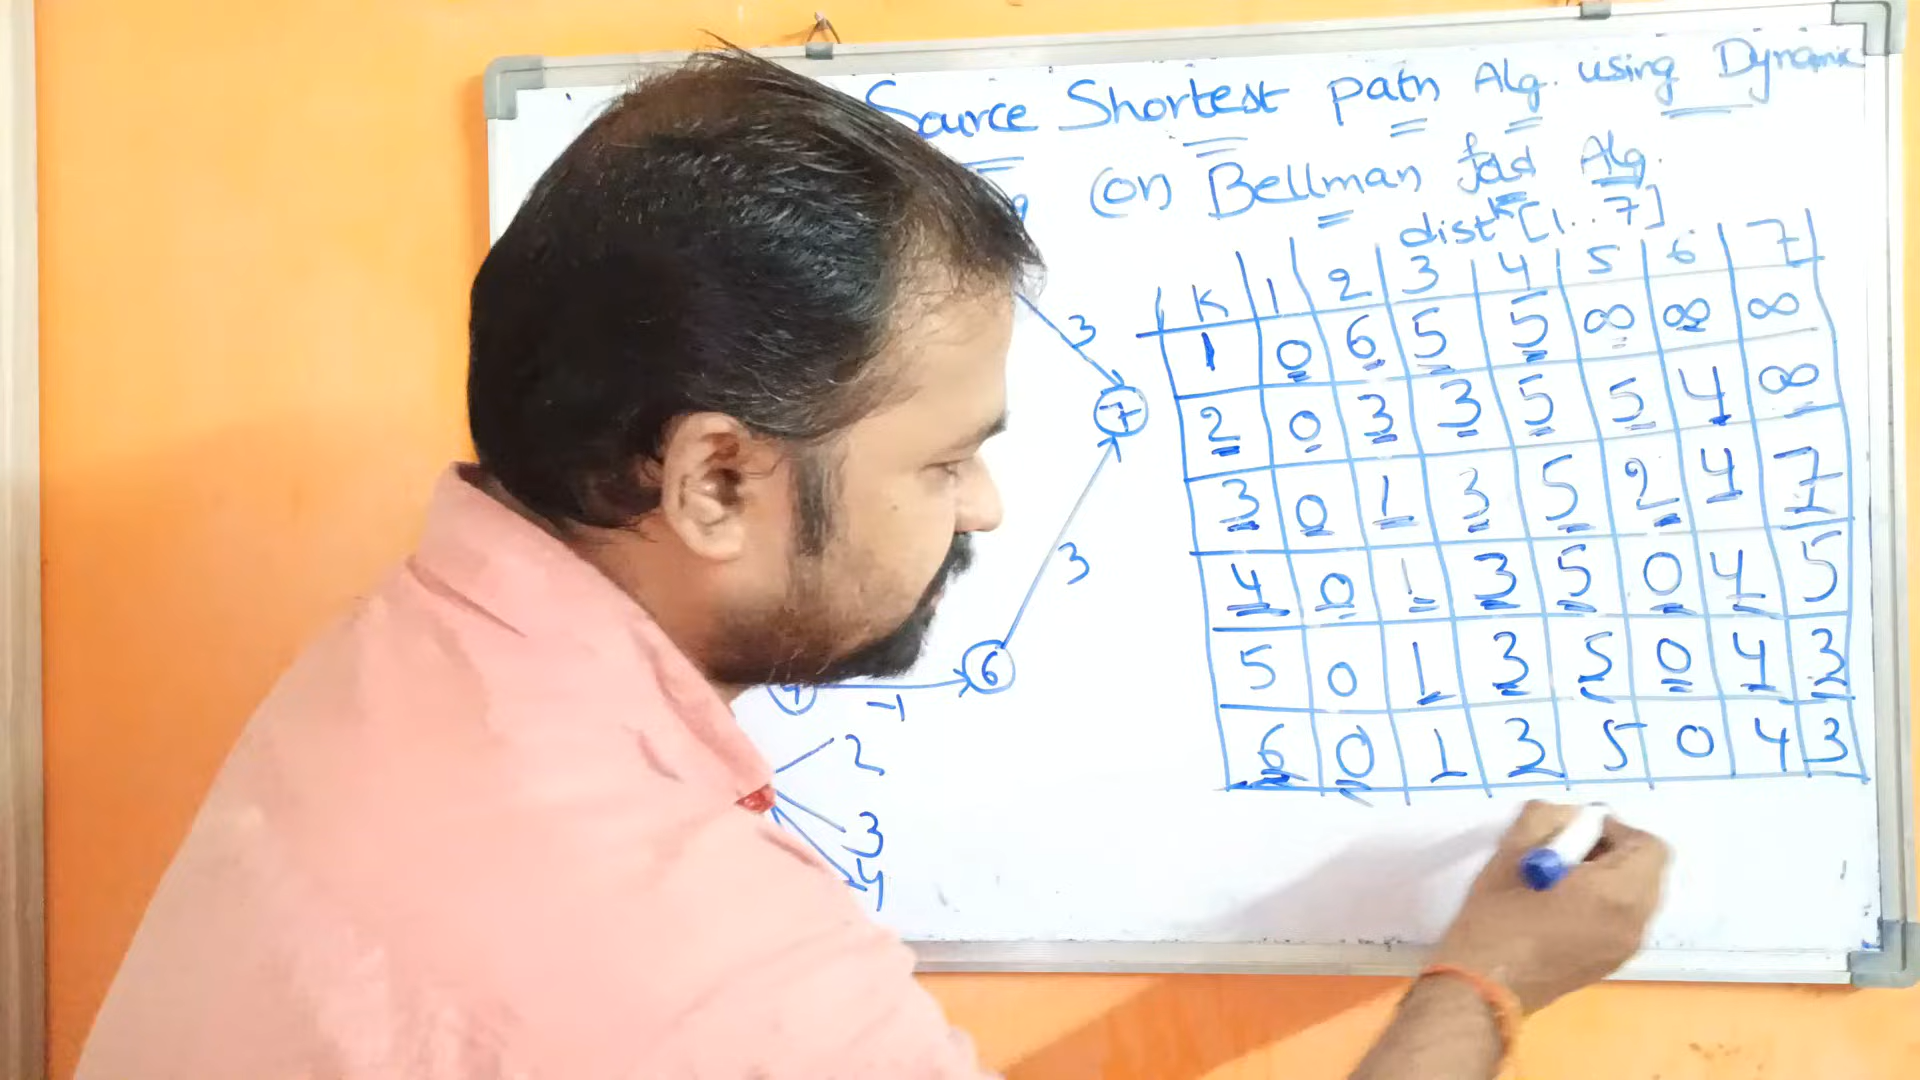 Source Shortest path Alg. using Dynamic
(or) Bellman ford Alg.
dist^k [1..7]
K 1 2 3 4 5 6 7
1 0 6 5 5 ∞ ∞ ∞
2 0 3 3 5 5 4 ∞
3 0 1 3 5 2 4 7
4 0 1 3 5 0 4 5
5 0 1 3 5 0 4 3
6 0 1 3 5 0 4 3
3
7
3
6
-1
2
3
4